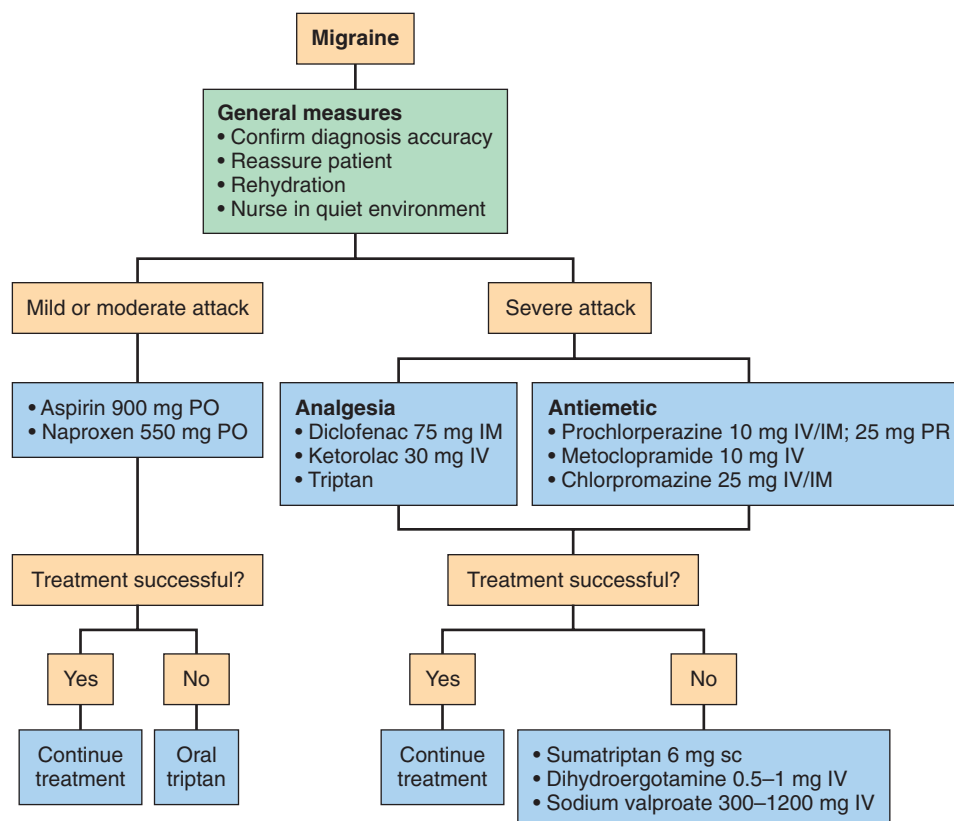 Migraine
General measures
• Confirm diagnosis accuracy
• Reassure patient
• Rehydration
• Nurse in quiet environment
Mild or moderate attack
Severe attack
• Aspirin 900 mg PO
• Naproxen 550 mg PO
Analgesia
• Diclofenac 75 mg IM
• Ketorolac 30 mg IV
• Triptan
Antiemetic
• Prochlorperazine 10 mg IV/IM; 25 mg PR
• Metoclopramide 10 mg IV
• Chlorpromazine 25 mg IV/IM
Treatment successful?
Treatment successful?
Yes
No
Yes
No
Continue
treatment
Oral
triptan
Continue
treatment
• Sumatriptan 6 mg sc
• Dihydroergotamine 0.5–1 mg IV
• Sodium valproate 300–1200 mg IV